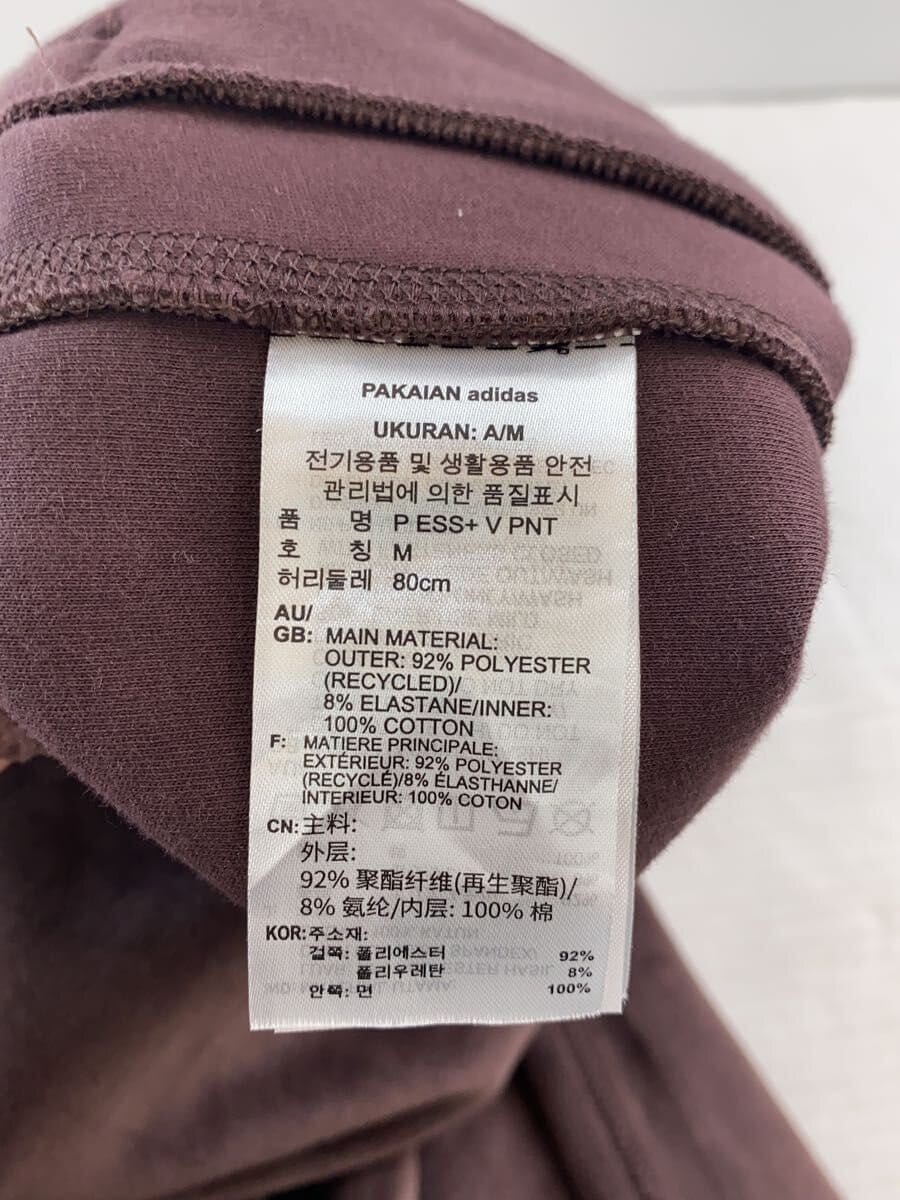 PAKAIAN adidas
UKURAN: A/M
전기용품 및 생활용품 안전
관리법에 의한 품질표시
품 명 P ESS+ V PNT
호 칭 M
허리둘레 80cm
AU/
GB: MAIN MATERIAL:
OUTER: 92% POLYESTER
(RECYCLED)/
8% ELASTANE/INNER:
100% COTTON
F: MATIERE PRINCIPALE:
EXTÉRIEUR: 92% POLYESTER
(RECYCLÉ)/8% ÉLASTHANNE/
INTERIEUR: 100% COTON
CN: 主料:
外层:
92% 聚酯纤维(再生聚酯)/
8% 氨纶/内层: 100% 棉
KOR: 주소재:
겉쪽: 폴리에스터 92%
폴리우레탄 8%
안쪽: 면 100%